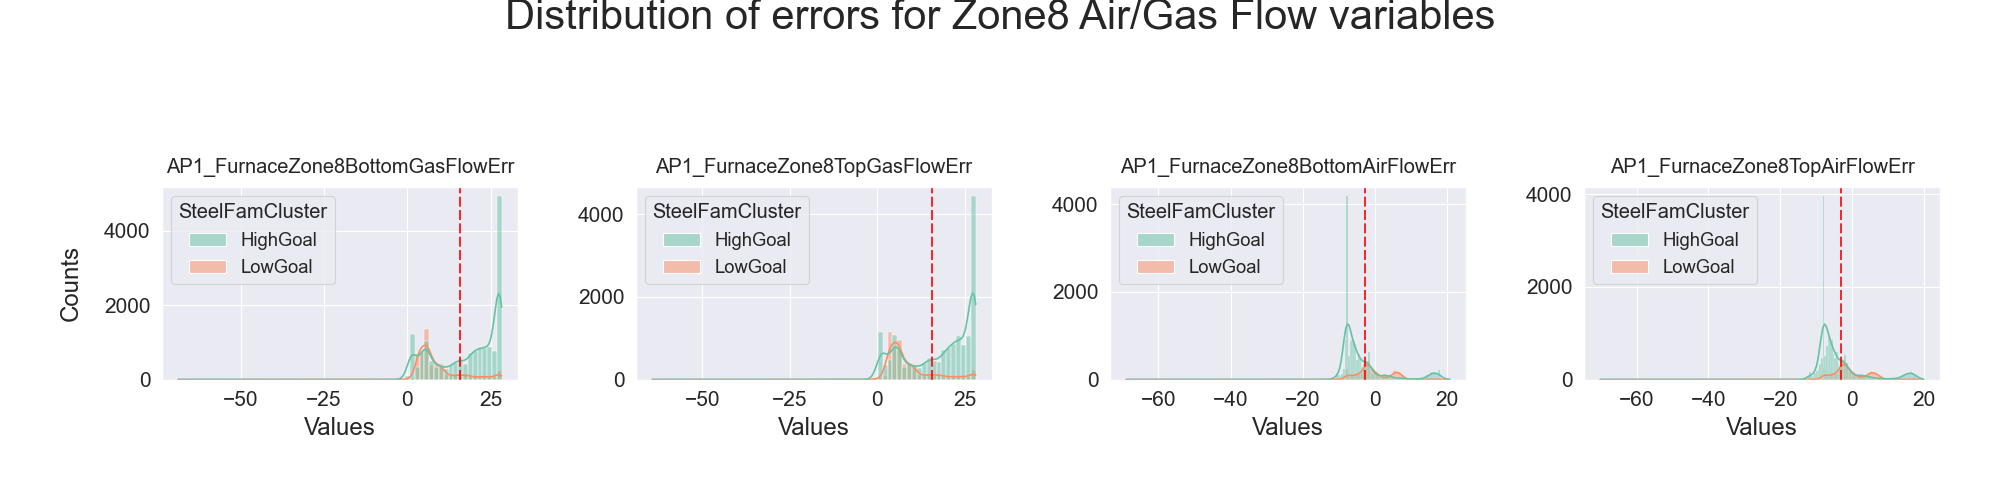 Distribution of errors for Zone8 Air/Gas Flow variables
AP1_FurnaceZone8BottomGasFlowErr
SteelFamCluster
HighGoal
LowGoal
Counts
4000
2000
0
−50
−25
0
25
Values
AP1_FurnaceZone8TopGasFlowErr
SteelFamCluster
HighGoal
LowGoal
4000
2000
0
−50
−25
0
25
Values
AP1_FurnaceZone8BottomAirFlowErr
SteelFamCluster
HighGoal
LowGoal
4000
2000
0
−60
−40
−20
0
20
Values
AP1_FurnaceZone8TopAirFlowErr
SteelFamCluster
HighGoal
LowGoal
4000
2000
0
−60
−40
−20
0
20
Values